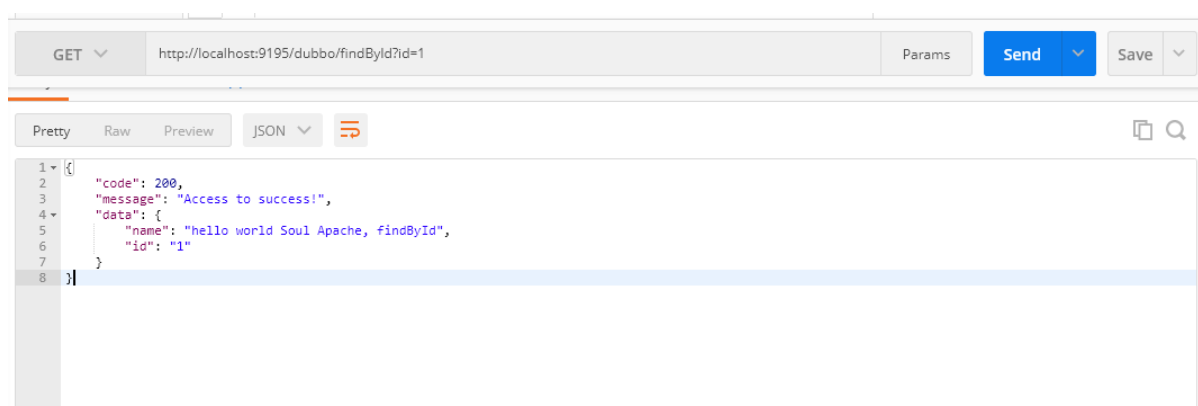 GET http://localhost:9195/dubbo/findById?id=1 Params Send Save
Pretty Raw Preview JSON
1 {
2 "code": 200,
3 "message": "Access to success!",
4 "data": {
5 "name": "hello world Soul Apache, findById",
6 "id": "1"
7 }
8 }